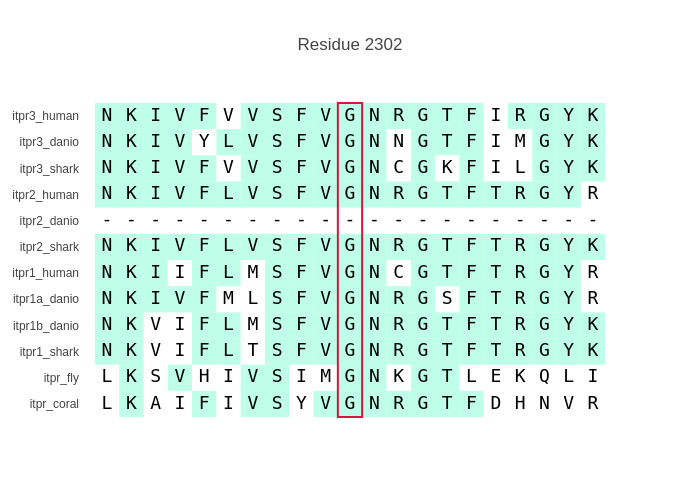 Residue 2302
itpr3_human N K I V F V V S F V G N R G T F I R G Y K
itpr3_danio N K I V Y L V S F V G N N G T F I M G Y K
itpr3_shark N K I V F V V S F V G N C G K F I L G Y K
itpr2_human N K I V F L V S F V G N R G T F T R G Y R
itpr2_danio - - - - - - - - - - - - - - - - - - - - -
itpr2_shark N K I V F L V S F V G N R G T F T R G Y K
itpr1_human N K I I F L M S F V G N C G T F T R G Y R
itpr1a_danio N K I V F M L S F V G N R G S F T R G Y R
itpr1b_danio N K V I F L M S F V G N R G T F T R G Y K
itpr1_shark N K V I F L T S F V G N R G T F T R G Y K
itpr_fly L K S V H I V S I M G N K G T L E K Q L I
itpr_coral L K A I F I V S Y V G N R G T F D H N V R